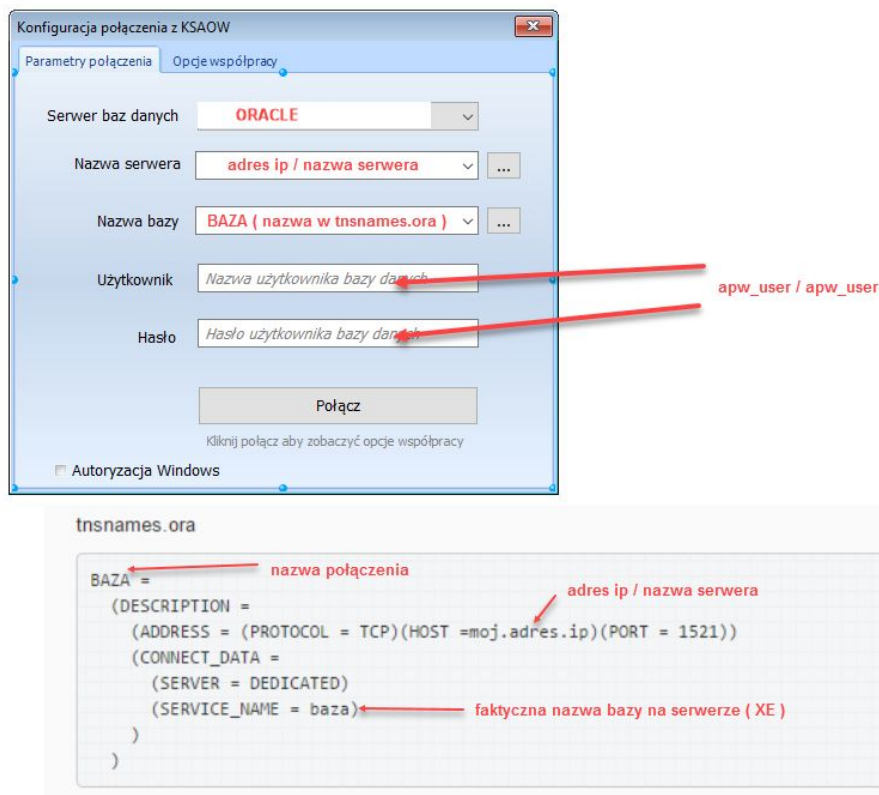 Konfiguracja połączenia z KSAOW
Parametry połączenia Opcje współpracy
Serwer baz danych ORACLE
Nazwa serwera adres ip / nazwa serwera ...
Nazwa bazy BAZA ( nazwa w tnsnames.ora ) ...
Użytkownik Nazwa użytkownika bazy danych
apw_user / apw_user
Hasło Hasło użytkownika bazy danych
Połącz
Kliknij połącz aby zobaczyć opcje współpracy
Autoryzacja Windows
tnsnames.ora
nazwa połączenia
BAZA =
adres ip / nazwa serwera
(DESCRIPTION =
(ADDRESS = (PROTOCOL = TCP)(HOST =moj.adres.ip)(PORT = 1521))
(CONNECT_DATA =
(SERVER = DEDICATED)
(SERVICE_NAME = baza) faktyczna nazwa bazy na serwerze ( XE )
)
)